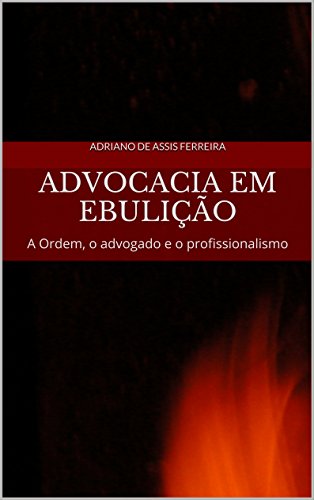 ADRIANO DE ASSIS FERREIRA
ADVOCACIA EM
EBULIÇÃO
A Ordem, o advogado e o profissionalismo